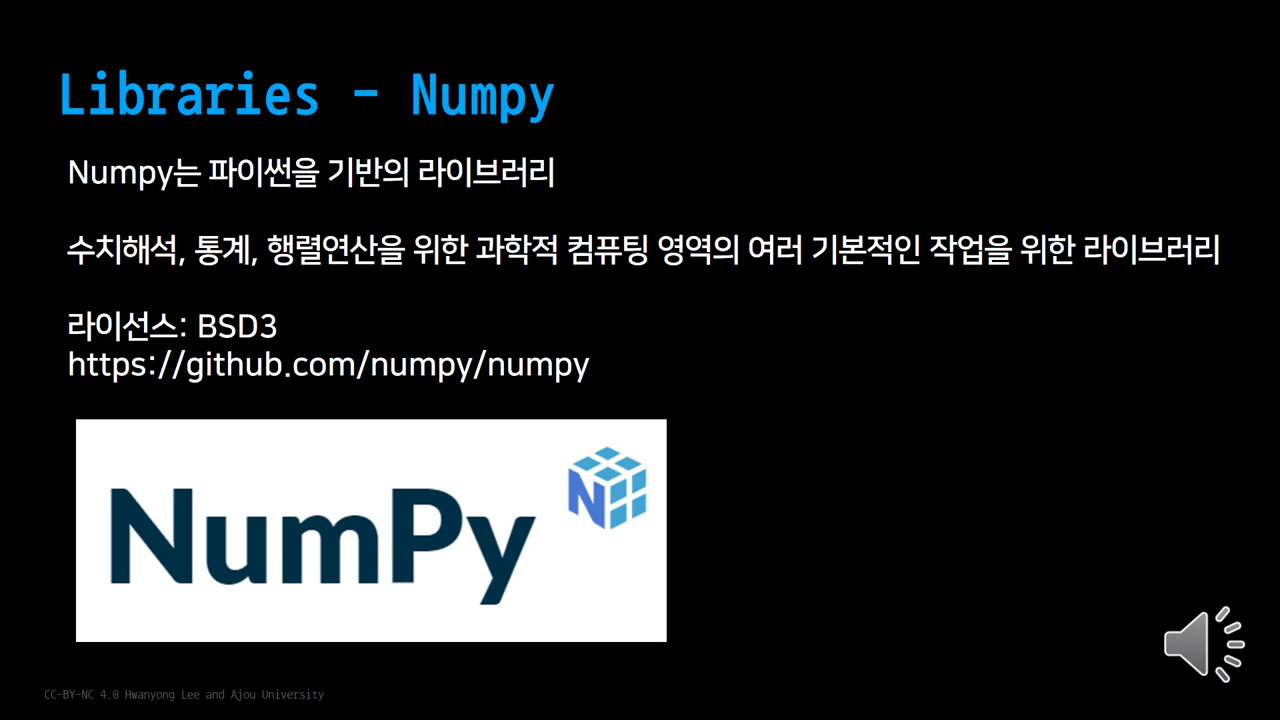 Libraries - Numpy
Numpy는 파이썬을 기반의 라이브러리
수치해석, 통계, 행렬연산을 위한 과학적 컴퓨팅 영역의 여러 기본적인 작업을 위한 라이브러리
라이선스: BSD3
https://github.com/numpy/numpy
NumPy
N
CC-BY-NC 4.0 Hwanyong Lee and Ajou University